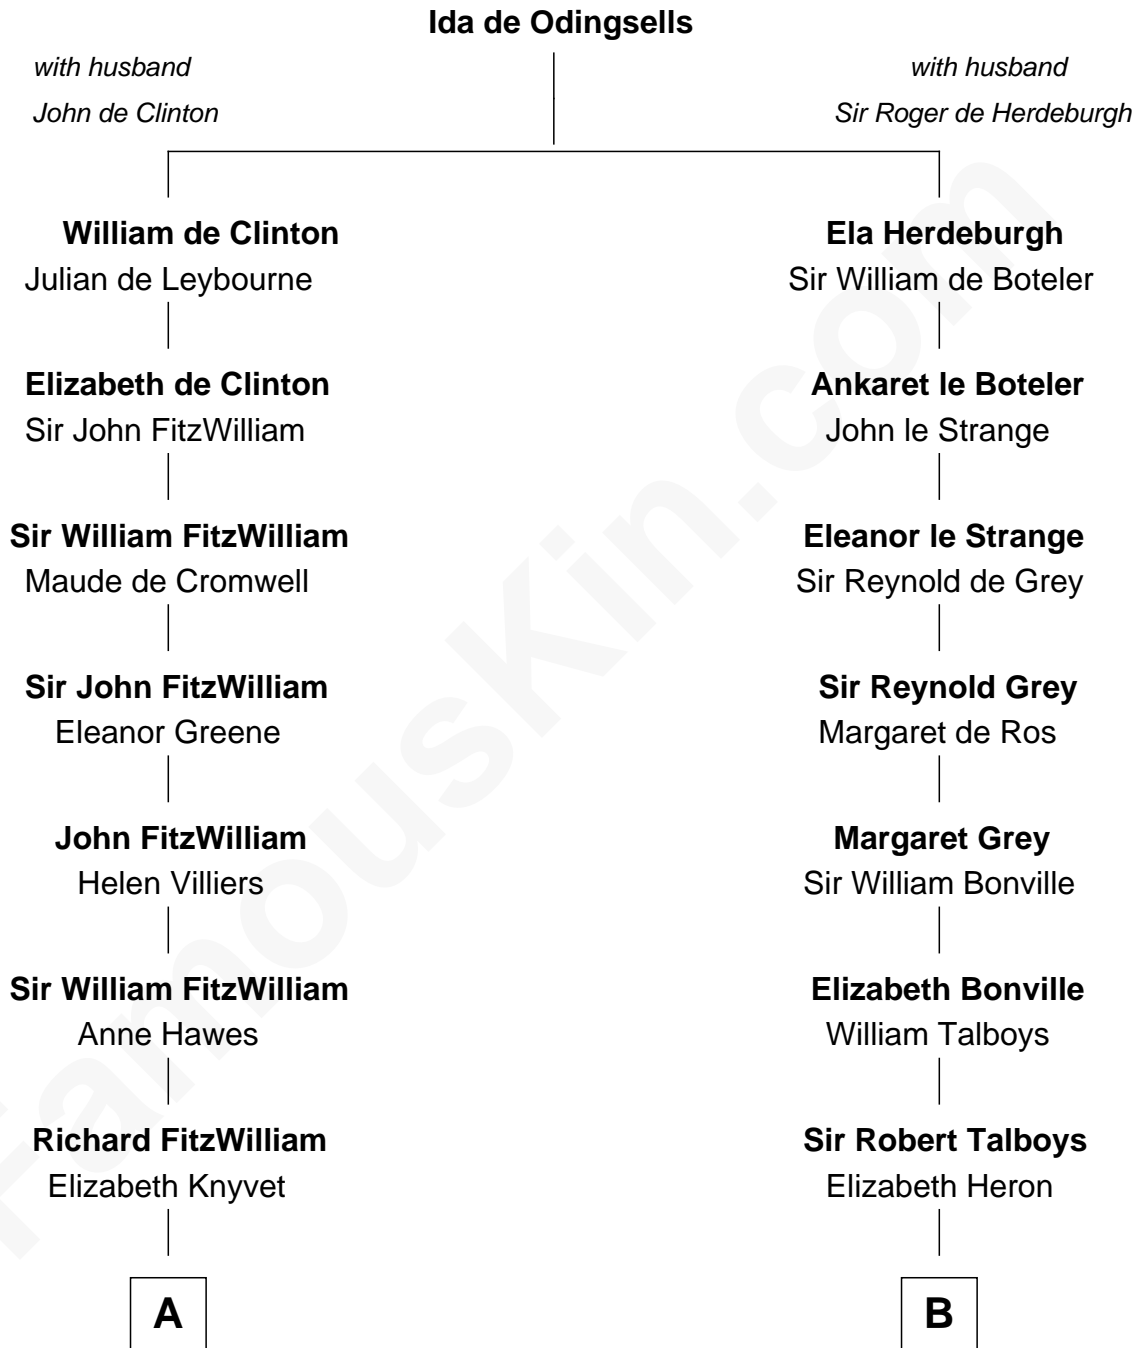 Ida de Odingsells
with husband
John de Clinton
with husband
Sir Roger de Herdeburgh
William de Clinton
Julian de Leybourne
Ela Herdeburgh
Sir William de Boteler
Elizabeth de Clinton
Sir John FitzWilliam
Ankaret le Boteler
John le Strange
Sir William FitzWilliam
Maude de Cromwell
Eleanor le Strange
Sir Reynold de Grey
Sir John FitzWilliam
Eleanor Greene
Sir Reynold Grey
Margaret de Ros
John FitzWilliam
Helen Villiers
Margaret Grey
Sir William Bonville
Sir William FitzWilliam
Anne Hawes
Elizabeth Bonville
William Talboys
Richard FitzWilliam
Elizabeth Knyvet
Sir Robert Talboys
Elizabeth Heron
A
B
FamousKin.com